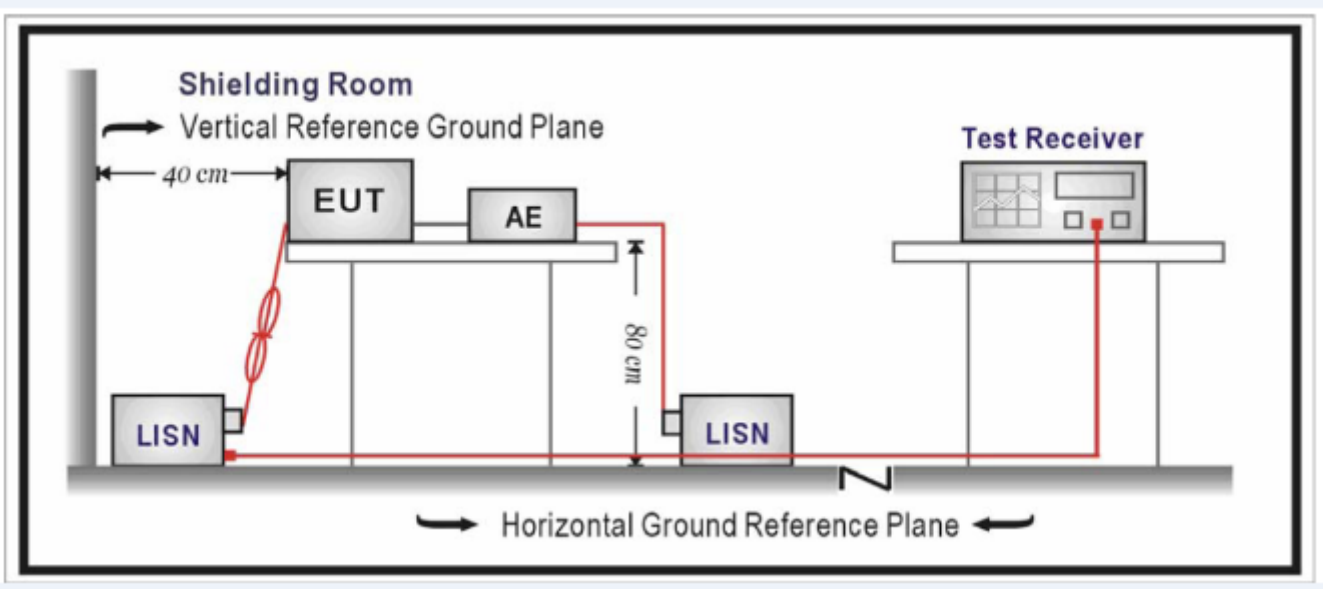 Shielding Room
Vertical Reference Ground Plane
Test Receiver
40 cm
EUT
AE
80 cm
LISN
LISN
Horizontal Ground Reference Plane